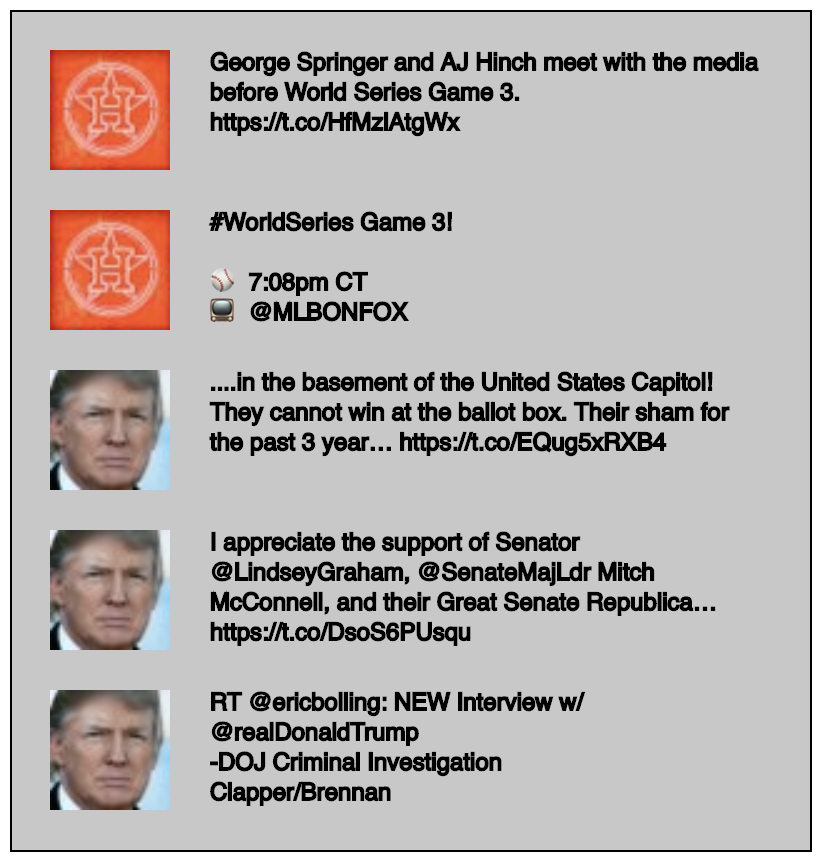 George Springer and AJ Hinch meet with the media
before World Series Game 3.
https://t.co/HfMzlAtgWx
#WorldSeries Game 3!
⚾ 7:08pm CT
📺 @MLBONFOX
....in the basement of the United States Capitol!
They cannot win at the ballot box. Their sham for
the past 3 year… https://t.co/EQug5xRXB4
I appreciate the support of Senator
@LindseyGraham, @SenateMajLdr Mitch
McConnell, and their Great Senate Republica…
https://t.co/DsoS6PUsqu
RT @ericbolling: NEW Interview w/
@realDonaldTrump
-DOJ Criminal Investigation
Clapper/Brennan
H
H